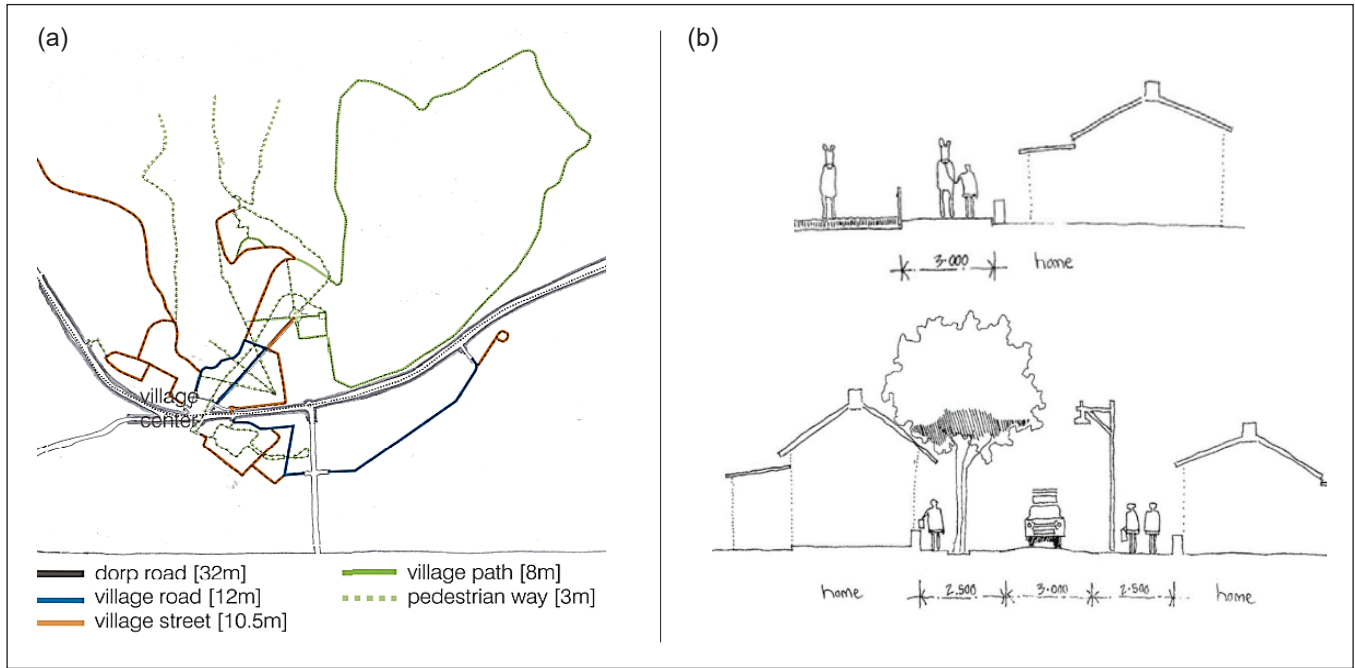 (a)
village
center
dorp road [32m]
village road [12m]
village street [10.5m]
village path [8m]
pedestrian way [3m]
(b)
3.000
home
home
2.500
3.000
2.500
home